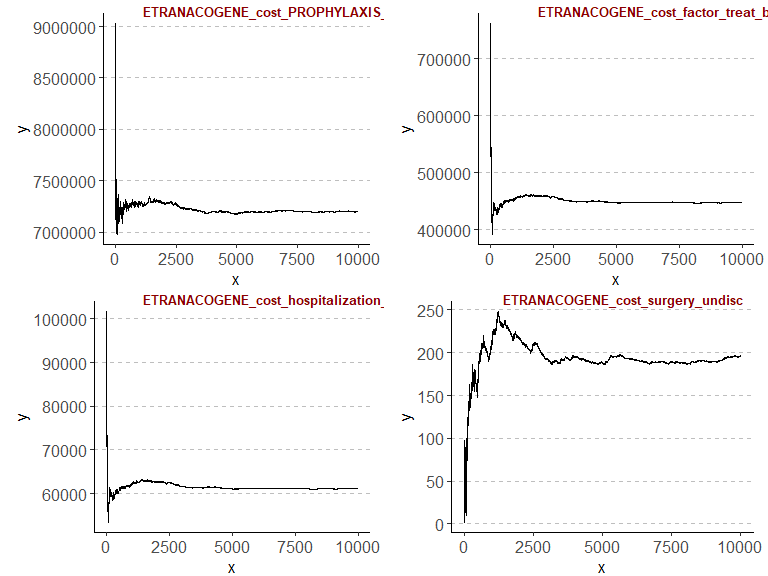 ETRANACOGENE_cost_PROPHYLAXIS_
9000000
8500000
8000000
7500000
7000000
y
0 2500 5000 7500 10000
x
ETRANACOGENE_cost_factor_treat_b
700000
600000
500000
400000
y
0 2500 5000 7500 10000
x
ETRANACOGENE_cost_hospitalization_
100000
90000
80000
70000
60000
y
0 2500 5000 7500 10000
x
ETRANACOGENE_cost_surgery_undisc
250
200
150
100
50
0
y
0 2500 5000 7500 10000
x